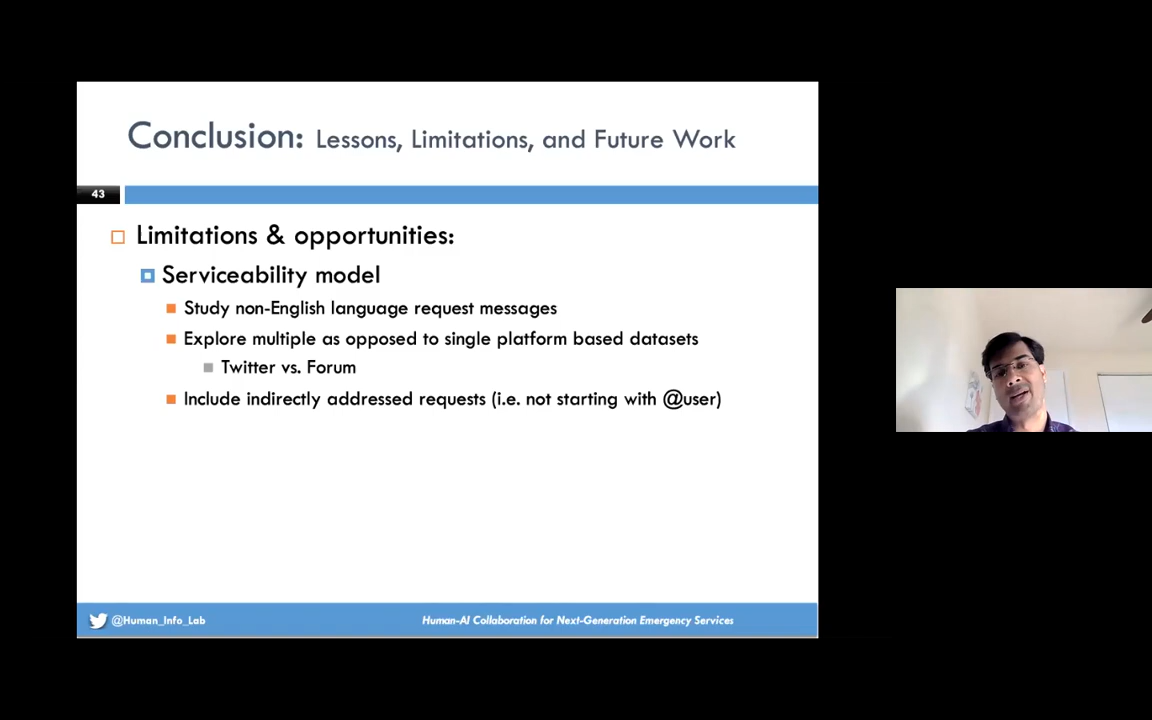 Conclusion: Lessons, Limitations, and Future Work
43
Limitations & opportunities:
Serviceability model
Study non-English language request messages
Explore multiple as opposed to single platform based datasets
Twitter vs. Forum
Include indirectly addressed requests (i.e. not starting with @user)
@Human_Info_Lab
Human-AI Collaboration for Next-Generation Emergency Services